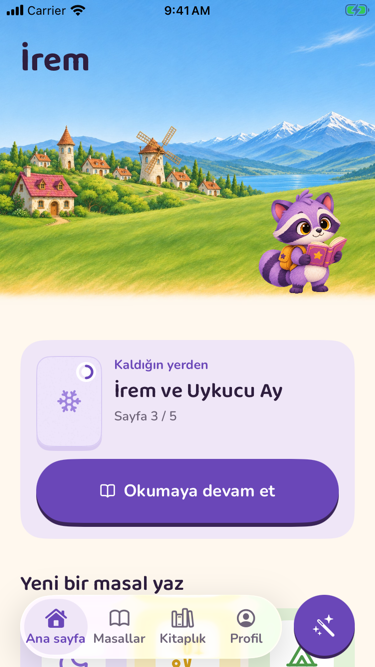 Carrier 9:41 AM
İrem
Kaldığın yerden
İrem ve Uykucu Ay
Sayfa 3 / 5
Okumaya devam et
Yeni bir masal yaz
Ana sayfa Masallar Kitaplık Profil